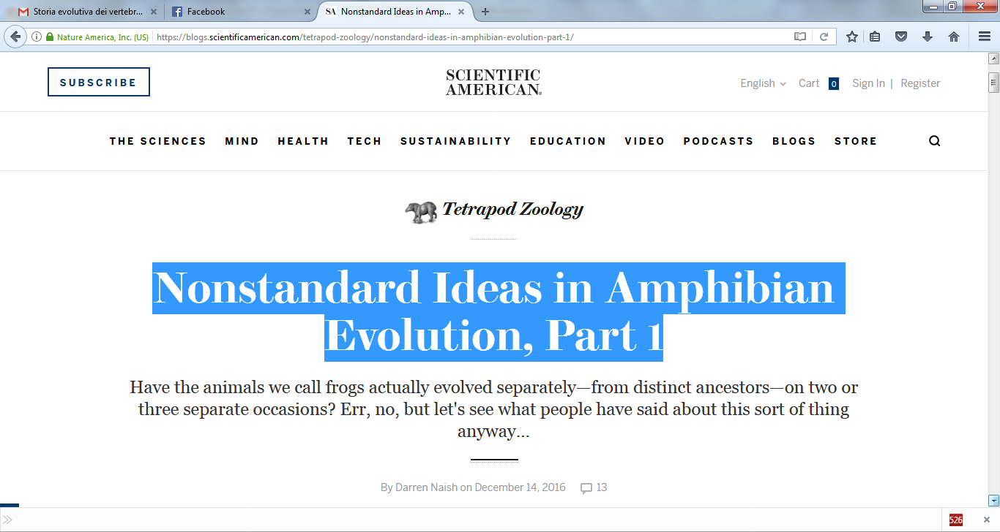 Storia evolutiva dei vertebr...
Facebook
Nonstandard Ideas in Amp...
Nature America, Inc. (US)
https://blogs.scientificamerican.com/tetrapod-zoology/nonstandard-ideas-in-amphibian-evolution-part-1/
SUBSCRIBE
SCIENTIFIC
AMERICAN®
English
Cart 0
Sign In | Register
THE SCIENCES MIND HEALTH TECH SUSTAINABILITY EDUCATION VIDEO PODCASTS BLOGS STORE
Tetrapod Zoology
Nonstandard Ideas in Amphibian
Evolution, Part 1
Have the animals we call frogs actually evolved separately—from distinct ancestors—on two or
three separate occasions? Err, no, but let's see what people have said about this sort of thing
anyway...
By Darren Naish on December 14, 2016 13
526